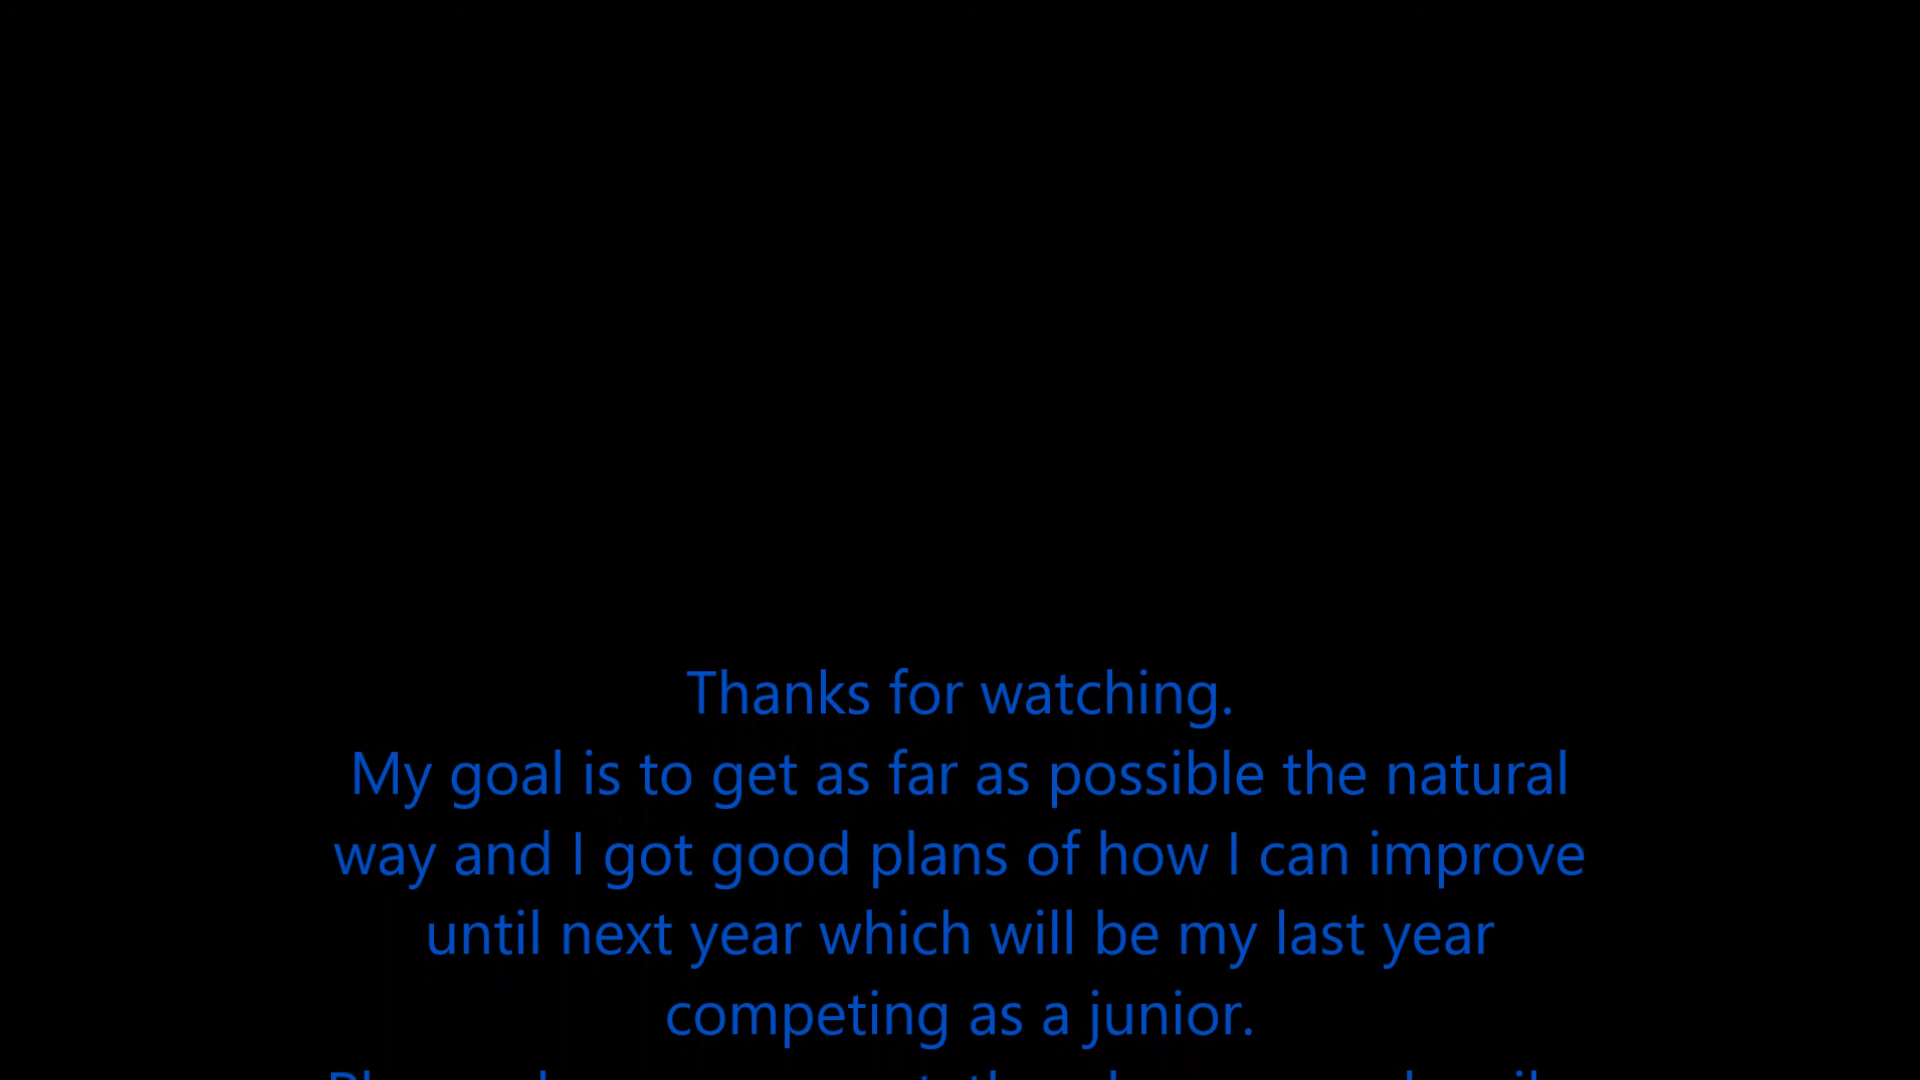 Thanks for watching.
My goal is to get as far as possible the natural
way and I got good plans of how I can improve
until next year which will be my last year
competing as a junior.